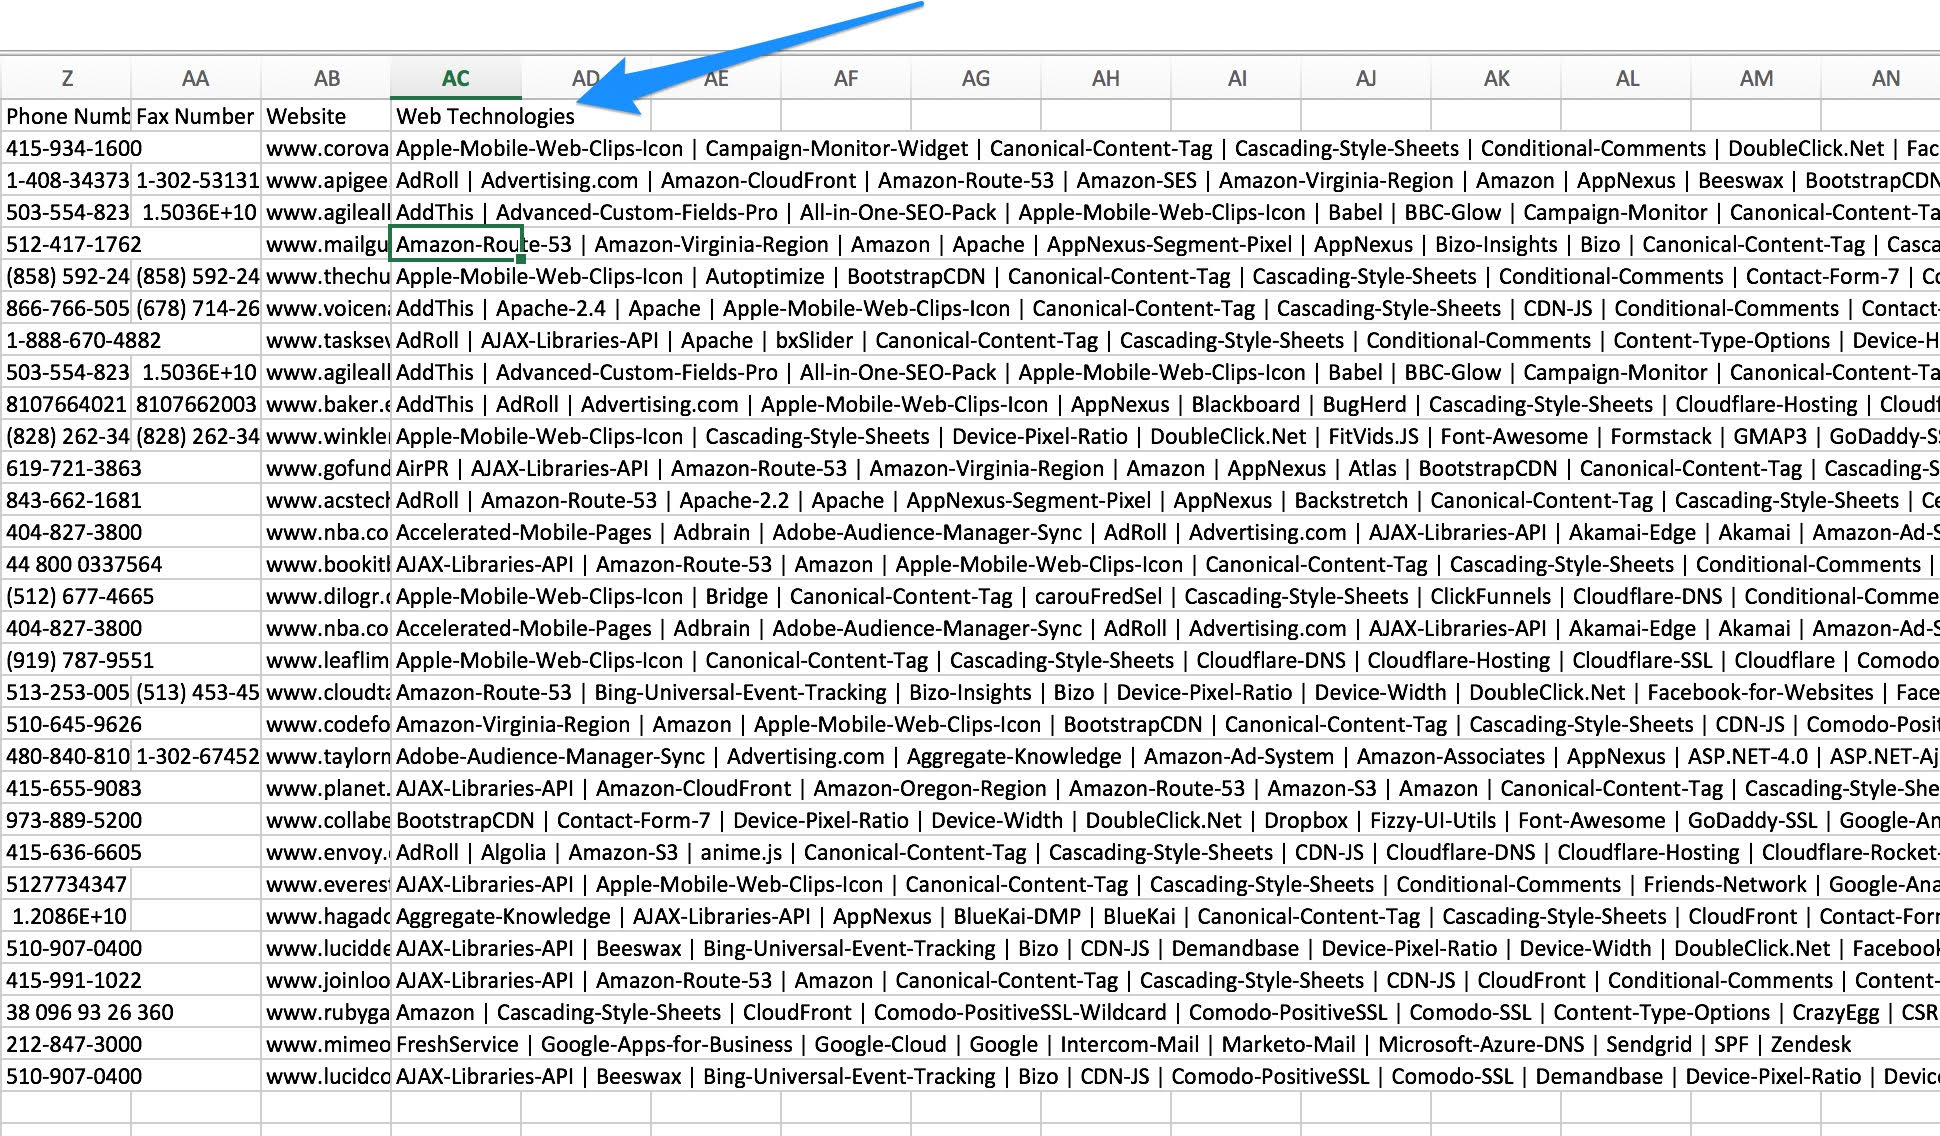 Z AA AB AC AD AE AF AG AH AI AJ AK AL AM AN
Phone Numb Fax Number Website Web Technologies
415-934-1600 www.corova Apple-Mobile-Web-Clips-Icon | Campaign-Monitor-Widget | Canonical-Content-Tag | Cascading-Style-Sheets | Conditional-Comments | DoubleClick.Net | Fac
1-408-34373 1-302-53131 www.apigee. AdRoll | Advertising.com | Amazon-CloudFront | Amazon-Route-53 | Amazon-SES | Amazon-Virginia-Region | Amazon | AppNexus | Beeswax | BootstrapCDN
503-554-823 1.5036E+10 www.agileall AddThis | Advanced-Custom-Fields-Pro | All-in-One-SEO-Pack | Apple-Mobile-Web-Clips-Icon | Babel | BBC-Glow | Campaign-Monitor | Canonical-Content-Ta
512-417-1762 www.mailgu Amazon-Route-53 | Amazon-Virginia-Region | Amazon | Apache | AppNexus-Segment-Pixel | AppNexus | Bizo-Insights | Bizo | Canonical-Content-Tag | Casca
(858) 592-24 (858) 592-24 www.thechu Apple-Mobile-Web-Clips-Icon | Autoptimize | BootstrapCDN | Canonical-Content-Tag | Cascading-Style-Sheets | Conditional-Comments | Contact-Form-7 | Co
866-766-505 (678) 714-26 www.voicen AddThis | Apache-2.4 | Apache | Apple-Mobile-Web-Clips-Icon | Canonical-Content-Tag | Cascading-Style-Sheets | CDN-JS | Conditional-Comments | Contact-
1-888-670-4882 www.tasksev AdRoll | AJAX-Libraries-API | Apache | bxSlider | Canonical-Content-Tag | Cascading-Style-Sheets | Conditional-Comments | Content-Type-Options | Device-H
503-554-823 1.5036E+10 www.agileall AddThis | Advanced-Custom-Fields-Pro | All-in-One-SEO-Pack | Apple-Mobile-Web-Clips-Icon | Babel | BBC-Glow | Campaign-Monitor | Canonical-Content-Ta
8107664021 8107662003 www.baker.e AddThis | AdRoll | Advertising.com | Apple-Mobile-Web-Clips-Icon | AppNexus | Blackboard | BugHerd | Cascading-Style-Sheets | Cloudflare-Hosting | Cloudf
(828) 262-34 (828) 262-34 www.winkler Apple-Mobile-Web-Clips-Icon | Cascading-Style-Sheets | Device-Pixel-Ratio | DoubleClick.Net | FitVids.JS | Font-Awesome | Formstack | GMAP3 | GoDaddy-SS
619-721-3863 www.gofund AirPR | AJAX-Libraries-API | Amazon-Route-53 | Amazon-Virginia-Region | Amazon | AppNexus | Atlas | BootstrapCDN | Canonical-Content-Tag | Cascading-S
843-662-1681 www.acstech AdRoll | Amazon-Route-53 | Apache-2.2 | Apache | AppNexus-Segment-Pixel | AppNexus | Backstretch | Canonical-Content-Tag | Cascading-Style-Sheets | Ce
404-827-3800 www.nba.co Accelerated-Mobile-Pages | Adbrain | Adobe-Audience-Manager-Sync | AdRoll | Advertising.com | AJAX-Libraries-API | Akamai-Edge | Akamai | Amazon-Ad-S
44 800 0337564 www.bookitl AJAX-Libraries-API | Amazon-Route-53 | Amazon | Apple-Mobile-Web-Clips-Icon | Canonical-Content-Tag | Cascading-Style-Sheets | Conditional-Comments |
(512) 677-4665 www.dilogr.c Apple-Mobile-Web-Clips-Icon | Bridge | Canonical-Content-Tag | carouFredSel | Cascading-Style-Sheets | ClickFunnels | Cloudflare-DNS | Conditional-Comme
404-827-3800 www.nba.co Accelerated-Mobile-Pages | Adbrain | Adobe-Audience-Manager-Sync | AdRoll | Advertising.com | AJAX-Libraries-API | Akamai-Edge | Akamai | Amazon-Ad-S
(919) 787-9551 www.leaflim Apple-Mobile-Web-Clips-Icon | Canonical-Content-Tag | Cascading-Style-Sheets | Cloudflare-DNS | Cloudflare-Hosting | Cloudflare-SSL | Cloudflare | Comodo
513-253-005 (513) 453-45 www.cloudta Amazon-Route-53 | Bing-Universal-Event-Tracking | Bizo-Insights | Bizo | Device-Pixel-Ratio | Device-Width | DoubleClick.Net | Facebook-for-Websites | Face
510-645-9626 www.codefo Amazon-Virginia-Region | Amazon | Apple-Mobile-Web-Clips-Icon | BootstrapCDN | Canonical-Content-Tag | Cascading-Style-Sheets | CDN-JS | Comodo-Posit
480-840-810 1-302-67452 www.taylorm Adobe-Audience-Manager-Sync | Advertising.com | Aggregate-Knowledge | Amazon-Ad-System | Amazon-Associates | AppNexus | ASP.NET-4.0 | ASP.NET-Aj
415-655-9083 www.planet. AJAX-Libraries-API | Amazon-CloudFront | Amazon-Oregon-Region | Amazon-Route-53 | Amazon-S3 | Amazon | Canonical-Content-Tag | Cascading-Style-She
973-889-5200 www.collabe BootstrapCDN | Contact-Form-7 | Device-Pixel-Ratio | Device-Width | DoubleClick.Net | Dropbox | Fizzy-UI-Utils | Font-Awesome | GoDaddy-SSL | Google-An
415-636-6605 www.envoy. AdRoll | Algolia | Amazon-S3 | anime.js | Canonical-Content-Tag | Cascading-Style-Sheets | CDN-JS | Cloudflare-DNS | Cloudflare-Hosting | Cloudflare-Rocket-
5127734347 www.everest AJAX-Libraries-API | Apple-Mobile-Web-Clips-Icon | Canonical-Content-Tag | Cascading-Style-Sheets | Conditional-Comments | Friends-Network | Google-Ana
1.2086E+10 www.hagadc Aggregate-Knowledge | AJAX-Libraries-API | AppNexus | BlueKai-DMP | BlueKai | Canonical-Content-Tag | Cascading-Style-Sheets | CloudFront | Contact-Forr
510-907-0400 www.lucidde AJAX-Libraries-API | Beeswax | Bing-Universal-Event-Tracking | Bizo | CDN-JS | Demandbase | Device-Pixel-Ratio | Device-Width | DoubleClick.Net | Facebook
415-991-1022 www.joinloo AJAX-Libraries-API | Amazon-Route-53 | Amazon | Canonical-Content-Tag | Cascading-Style-Sheets | CDN-JS | CloudFront | Conditional-Comments | Content-
38 096 93 26 360 www.rubyga Amazon | Cascading-Style-Sheets | CloudFront | Comodo-PositiveSSL-Wildcard | Comodo-PositiveSSL | Comodo-SSL | Content-Type-Options | CrazyEgg | CSR
212-847-3000 www.mimeo FreshService | Google-Apps-for-Business | Google-Cloud | Google | Intercom-Mail | Marketo-Mail | Microsoft-Azure-DNS | Sendgrid | SPF | Zendesk
510-907-0400 www.lucidco AJAX-Libraries-API | Beeswax | Bing-Universal-Event-Tracking | Bizo | CDN-JS | Comodo-PositiveSSL | Comodo-SSL | Demandbase | Device-Pixel-Ratio | Devic